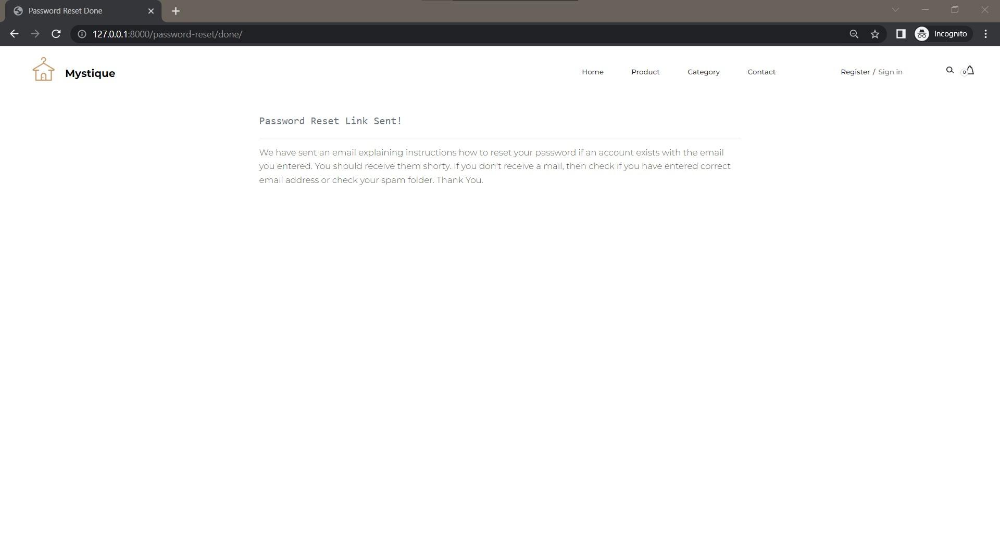 Password Reset Done
127.0.0.1:8000/password-reset/done/
Incognito
Mystique
Home
Product
Category
Contact
Register / Sign in
0
Password Reset Link Sent!
We have sent an email explaining instructions how to reset your password if an account exists with the email
you entered. You should receive them shorty. If you don't receive a mail, then check if you have entered correct
email address or check your spam folder. Thank You.